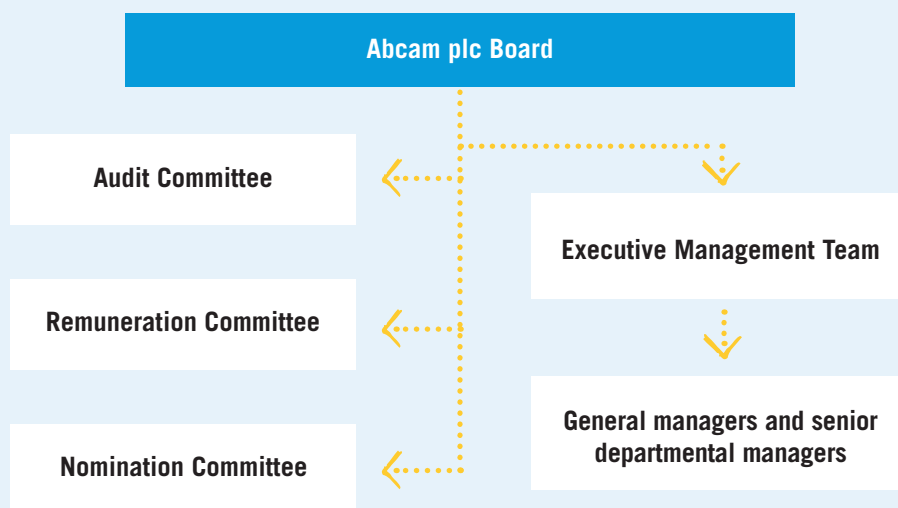 Abcam plc Board
Audit Committee
Remuneration Committee
Nomination Committee
Executive Management Team
General managers and senior
departmental managers